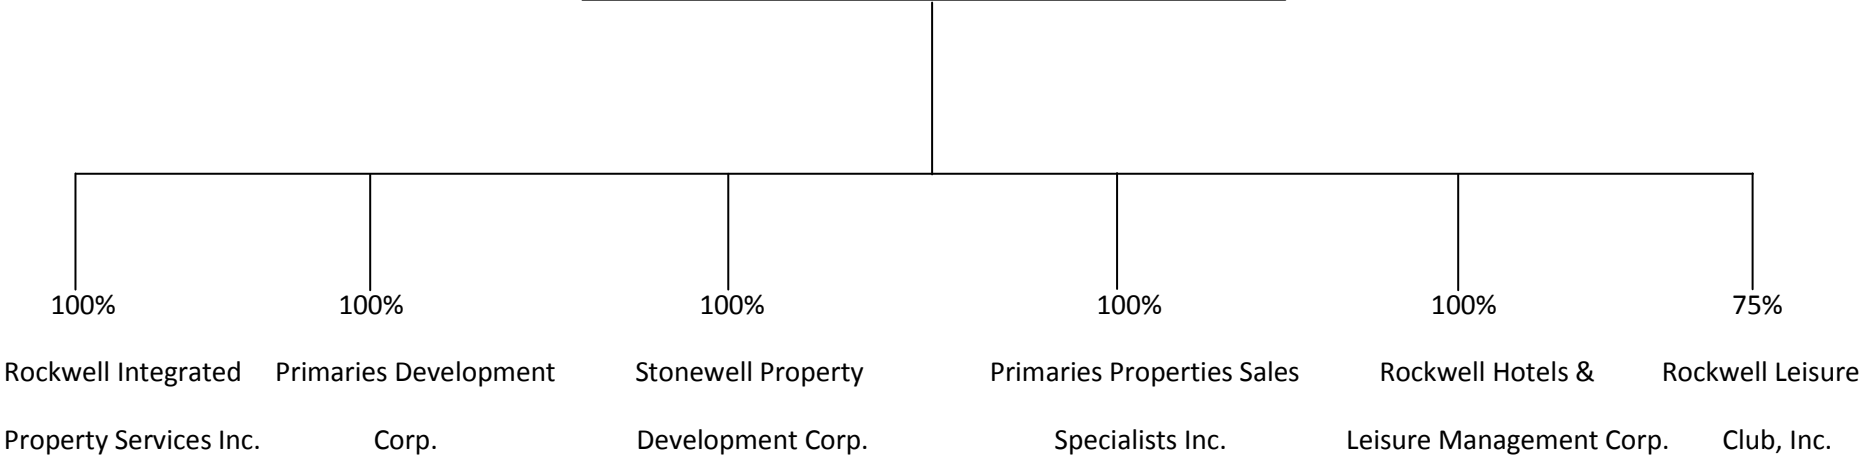 100% 100% 100% 100% 100% 75%
Rockwell Integrated Primaries Development Stonewell Property Primaries Properties Sales Rockwell Hotels & Rockwell Leisure
Property Services Inc. Corp. Development Corp. Specialists Inc. Leisure Management Corp. Club, Inc.